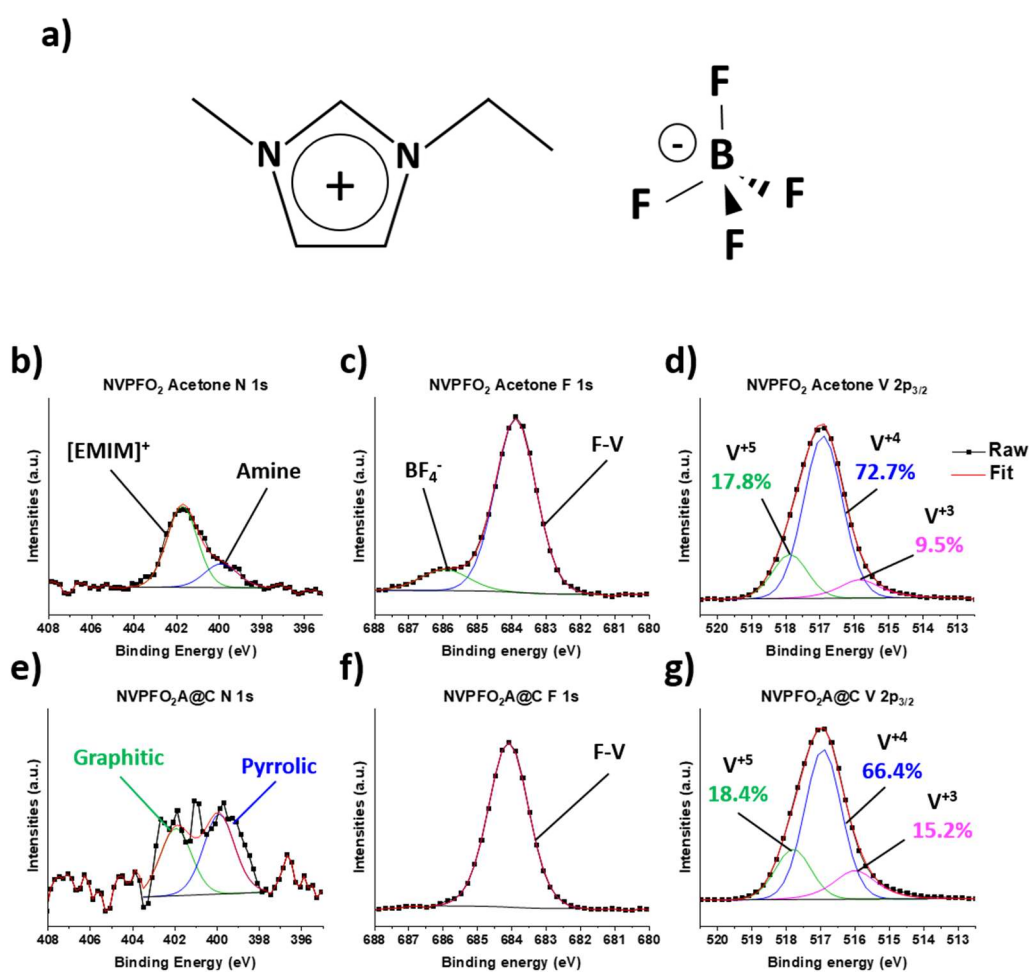 a)
N
N
+
-
F
B
F
F
F
b)
NVPFO2 Acetone N 1s
[EMIM]+
Amine
Intensities (a.u.)
408 406 404 402 400 398 396
Binding Energy (eV)
c)
NVPFO2 Acetone F 1s
BF4-
F-V
Intensities (a.u.)
688 687 686 685 684 683 682 681 680
Binding energy (eV)
d)
NVPFO2 Acetone V 2p3/2
V+5
17.8%
V+4
72.7%
V+3
9.5%
Raw
Fit
Intensities (a.u.)
520 519 518 517 516 515 514 513
Binding energy (eV)
e)
NVPFO2A@C N 1s
Graphitic
Pyrrolic
Intensities (a.u.)
408 406 404 402 400 398 396
Binding Energy (eV)
f)
NVPFO2A@C F 1s
F-V
Intensities (a.u.)
688 687 686 685 684 683 682 681 680
Binding energy (eV)
g)
NVPFO2A@C V 2p3/2
V+5
18.4%
V+4
66.4%
V+3
15.2%
Intensities (a.u.)
520 519 518 517 516 515 514 513
Binding energy (eV)